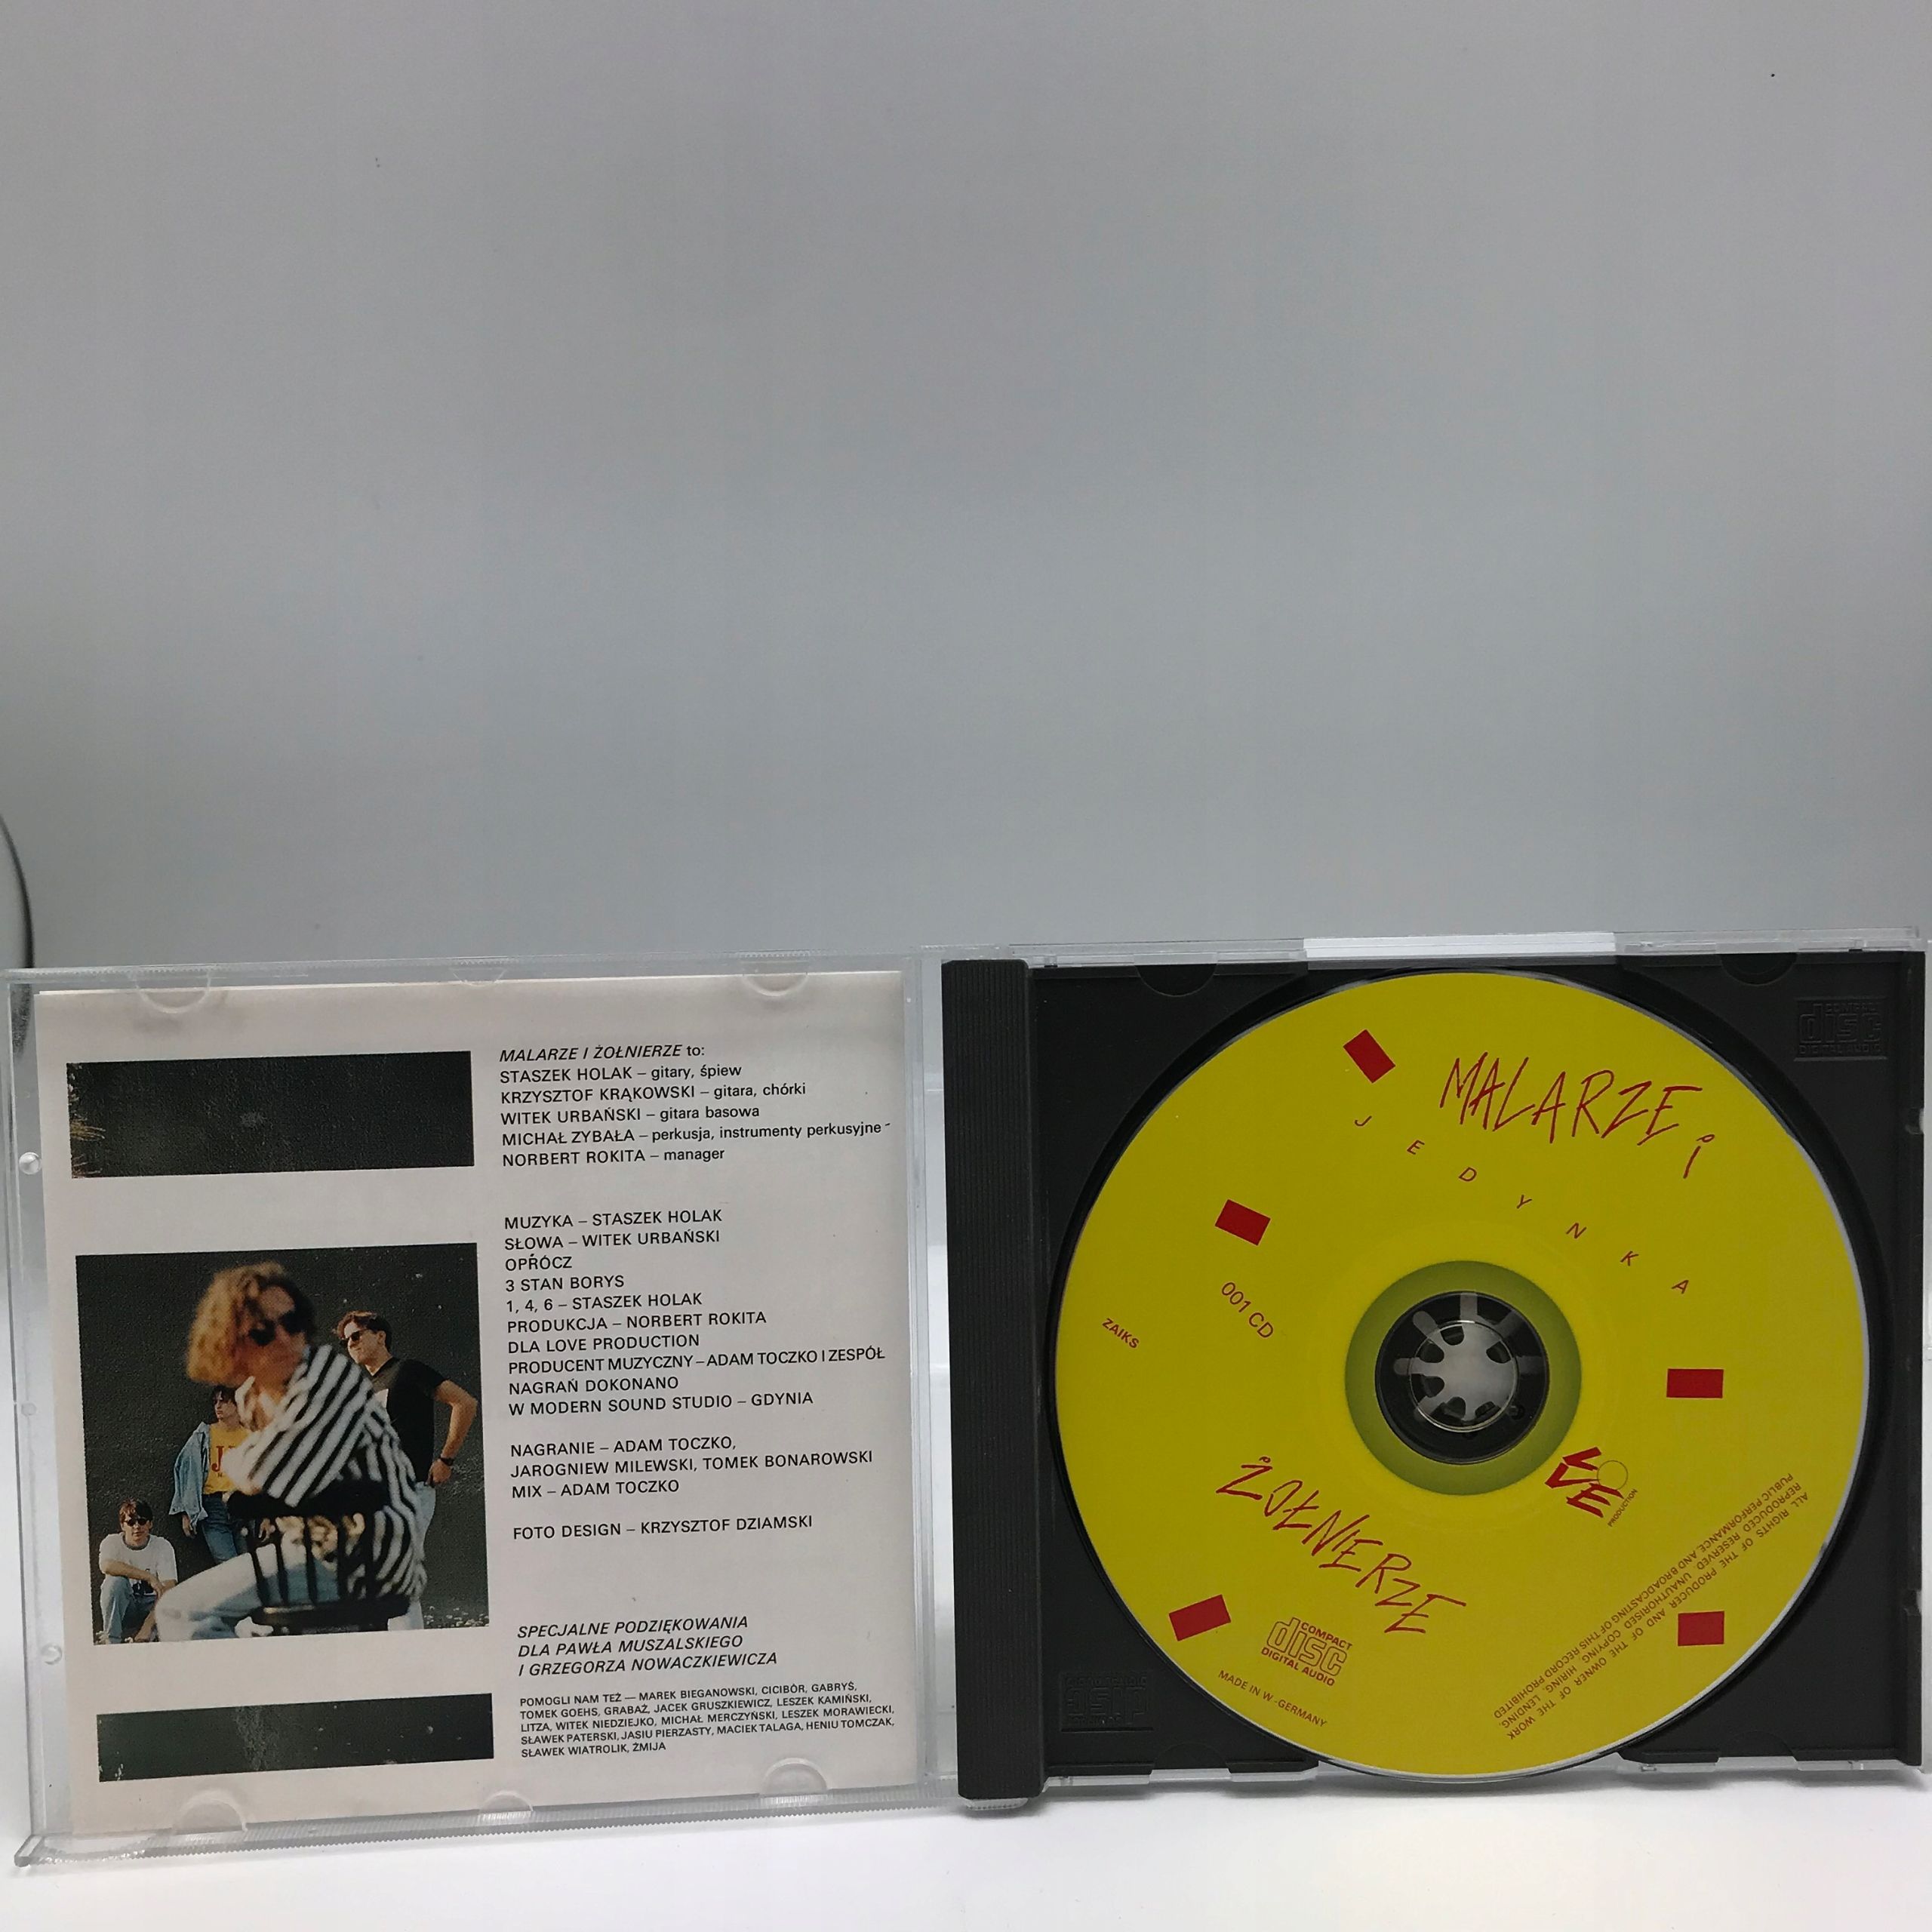 MALARZE I ŻOŁNIERZE to:
STASZEK HOLAK – gitary, śpiew
KRZYSZTOF KRĄKOWSKI – gitara, chórki
WITEK URBAŃSKI – gitara basowa
MICHAŁ ZYBAŁA – perkusja, instrumenty perkusyjne
NORBERT ROKITA – manager
MUZYKA – STASZEK HOLAK
SŁOWA – WITEK URBAŃSKI
OPRÓCZ
3 STAN BORYS
1, 4, 6 – STASZEK HOLAK
PRODUKCJA – NORBERT ROKITA
DLA LOVE PRODUCTION
PRODUCENT MUZYCZNY – ADAM TOCZKO I ZESPÓŁ
NAGRAŃ DOKONANO
W MODERN SOUND STUDIO – GDYNIA
NAGRANIE – ADAM TOCZKO,
JAROGNIEW MILEWSKI, TOMEK BONAROWSKI
MIX – ADAM TOCZKO
FOTO DESIGN – KRZYSZTOF DZIAMSKI
SPECJALNE PODZIĘKOWANIA
DLA PAWŁA MUSZALSKIEGO
I GRZEGORZA NOWACZKIEWICZA
POMOGLI NAM TEŻ — MAREK BIEGANOWSKI, CICIBÓR, GABRYŚ,
TOMEK GOEHS, GRABAŻ, JACEK GRUSZKIEWICZ, LESZEK KAMIŃSKI,
LITZA, WITEK NIEDZIEJKO, MICHAŁ MERCZYŃSKI, LESZEK MORAWIECKI,
SŁAWEK PATERSKI, JASIU PIERZASTY, MACIEK TALAGA, HENIU TOMCZAK,
SŁAWEK WIATROLIK, ŻMIJA
MALARZE i
JEDYNKA
001 CD
ZAIKS
ŻOŁNIERZE
LOVE
PRODUCTION
COMPACT
disc
DIGITAL AUDIO
MADE IN W.-GERMANY
ALL RIGHTS OF THE PRODUCER AND OF THE OWNER OF THE WORK
REPRODUCED RESERVED. UNAUTHORISED COPYING, HIRING, LENDING,
PUBLIC PERFORMANCE AND BROADCASTING OF THIS RECORD PROHIBITED.
COMPACT
disc
DIGITAL AUDIO